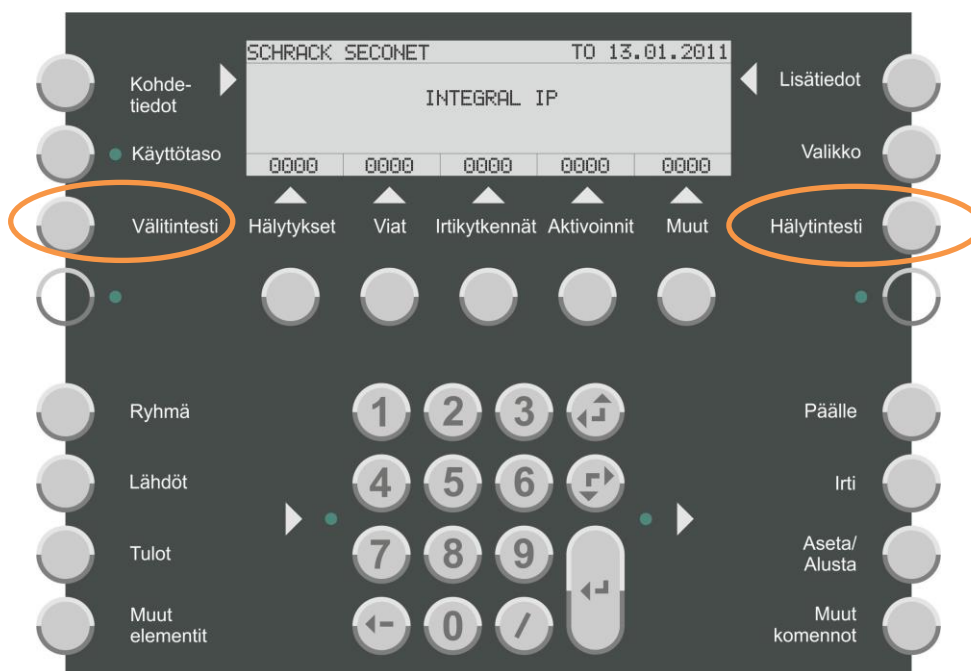 SCHRACK SECONET TO 13.01.2011
Kohde-
tiedot
Lisätiedot
INTEGRAL IP
Käyttötaso
Valikko
0000 0000 0000 0000 0000
Välitintesti
Hälytykset Viat Irtikytkennät Aktivoinnit Muut
Hälytintesti
Ryhmä
1 2 3
Päälle
Lähdöt
4 5 6
Irti
Tulot
7 8 9
Aseta/
Alusta
Muut
elementit
0 /
Muut
komennot